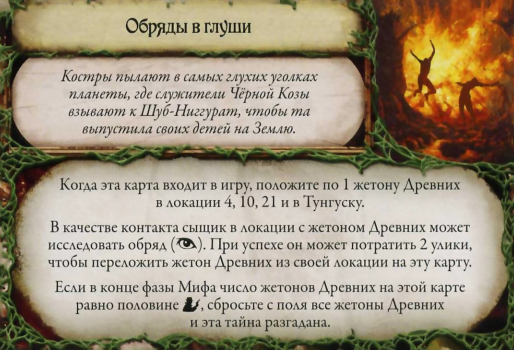 Обряды в глуши
Костры пылают в самых глухих уголках
планеты, где служители Чёрной Козы
взывают к Шуб-Ниггурат, чтобы та
выпустила своих детей на Землю.
Когда эта карта входит в игру, положите по 1 жетону Древних
в локации 4, 10, 21 и в Тунгуску.
В качестве контакта сыщик в локации с жетоном Древних может
исследовать обряд (). При успехе он может потратить 2 улики,
чтобы переложить жетон Древних из своей локации на эту карту.
Если в конце фазы Мифа число жетонов Древних на этой карте
равно половине , сбросьте с поля все жетоны Древних
и эта тайна разгадана.